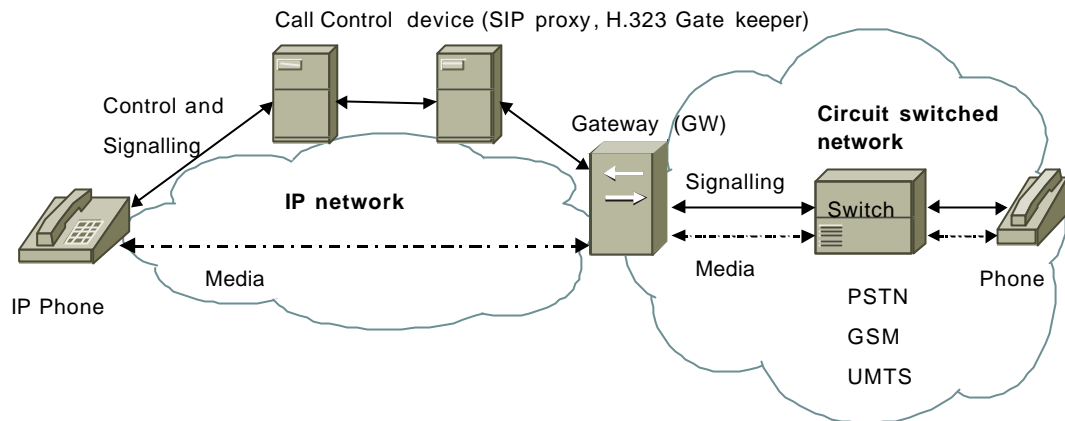 Call Control device (SIP proxy, H.323 Gate keeper)
Control and
Signalling
Gateway (GW)
Circuit switched
network
IP network
Signalling
Switch
Media
Media
IP Phone
Phone
PSTN
GSM
UMTS